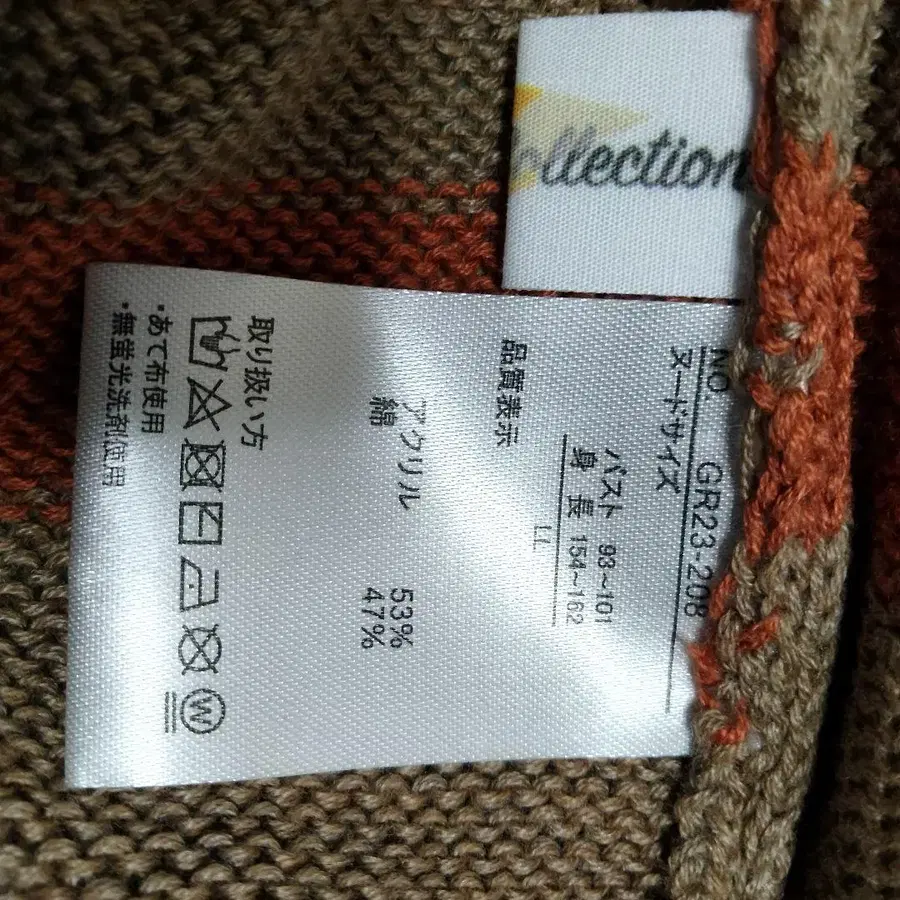 ollection
NO. GR23-208
ヌードサイズ
バスト 93~101
身長 154~162
LL
品質表示
アクリル 53%
綿 47%
取り扱い方
W
・あて布使用
・無蛍光洗剤使用